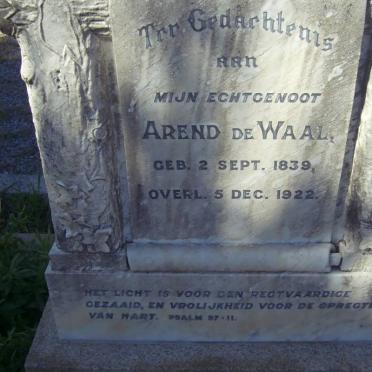 Ter Gedachtenis
aan
MIJN ECHTGENOOT
AREND DE WAAL,
GEB. 2 SEPT. 1839,
OVERL. 5 DEC. 1922.
HET LICHT IS VOOR DEN REGTVAARDIGE
GEZAAID, EN VROLIJKHEID VOOR DE OPREGTE
VAN HART. PSALM 97-11.